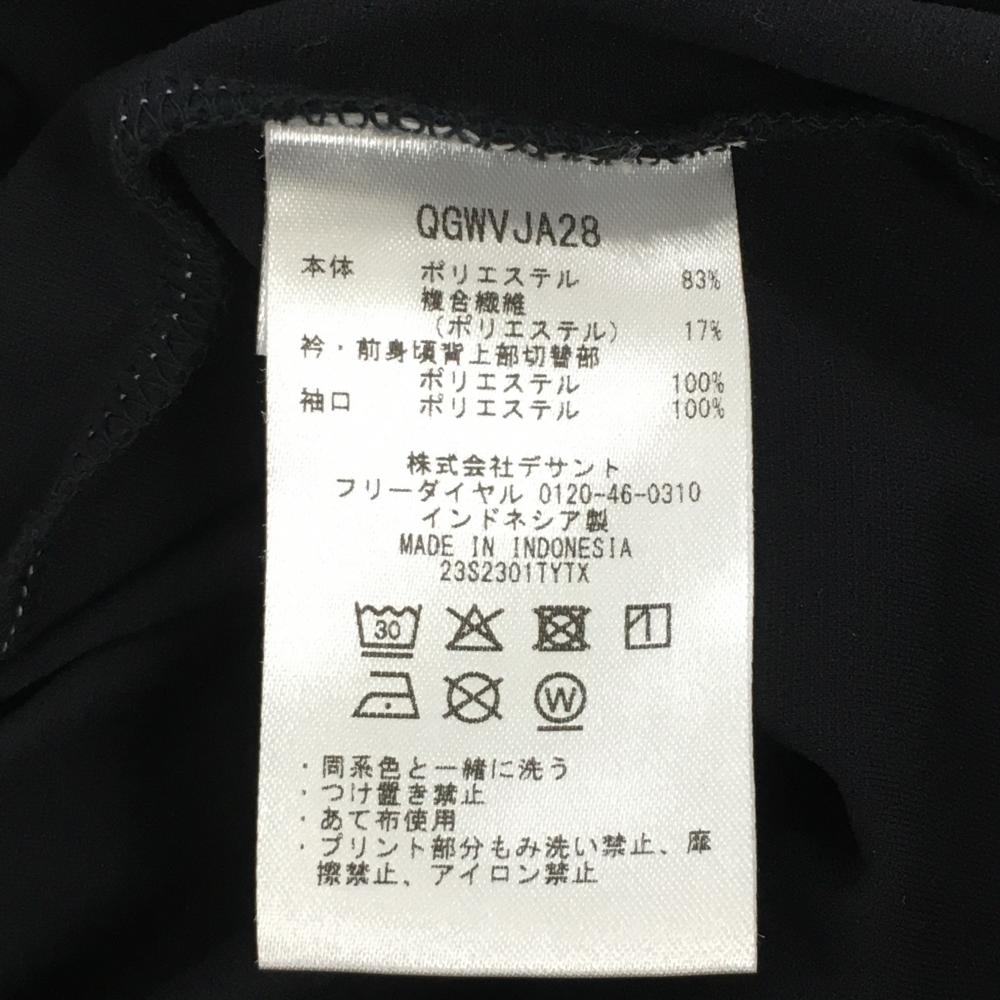 QGWVJA28
本体 ポリエステル 83%
複合繊維
(ポリエステル) 17%
衿・前身頃背上部切替部
ポリエステル 100%
袖口 ポリエステル 100%
株式会社デサント
フリーダイヤル 0120-46-0310
インドネシア製
MADE IN INDONESIA
23S2301TYTX
30
W
・同系色と一緒に洗う
・つけ置き禁止
・あて布使用
・プリント部分もみ洗い禁止、摩
擦禁止、アイロン禁止